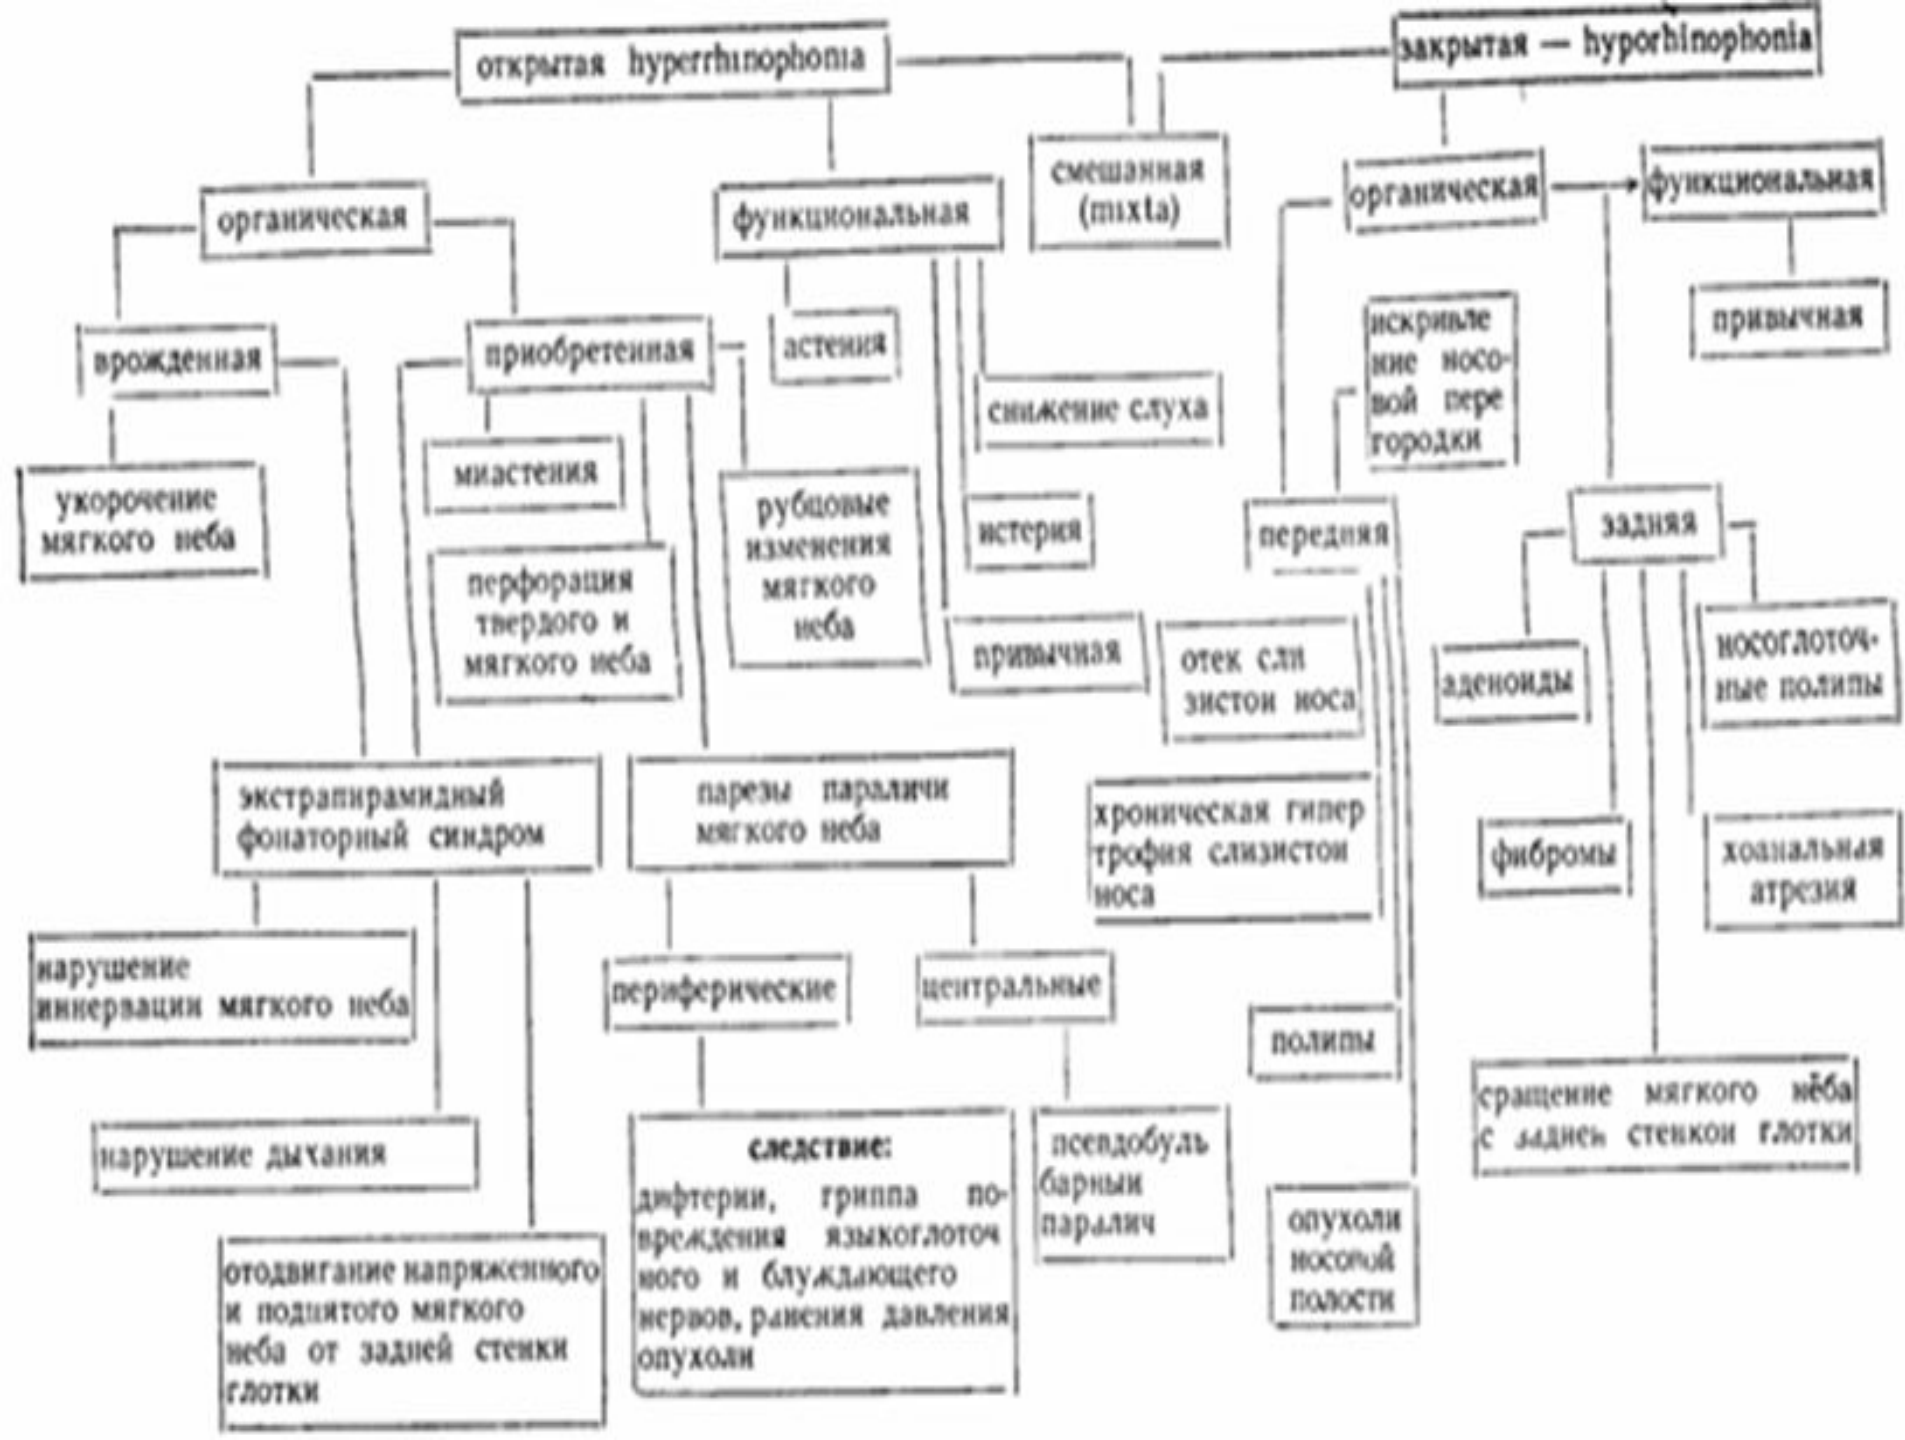 открытая hyperrhinophonia
закрытая — hyporhinophonia
смешанная
(mixta)
органическая
функциональная
органическая
функциональная
врожденная
приобретенная
астения
снижение слуха
искривле
ние носо-
вой пере
городки
привычная
укорочение
мягкого неба
миастения
рубцовые
изменения
мягкого
неба
истерия
передняя
задняя
перфорация
твердого и
мягкого неба
привычная
отек сли
зистои носа
аденоиды
носоглоточ-
ные полипы
экстрапирамидный
фонаторный синдром
парезы параличи
мягкого неба
хроническая гипер
трофия слизистои
носа
фибромы
хоанальная
атрезия
нарушение
иннервации мягкого неба
периферические
центральные
полипы
сращение мягкого нёба
с задней стенкои глотки
нарушение дыхания
следствие:
дифтерии, гриппа по-
вреждения языкоглоточ
ного и блуждающего
нервов, ранения давления
опухоли
псевдобуль
барныи
паралич
опухоли
носовой
полости
отодвигание напряженного
и поднятого мягкого
неба от задней стенки
глотки